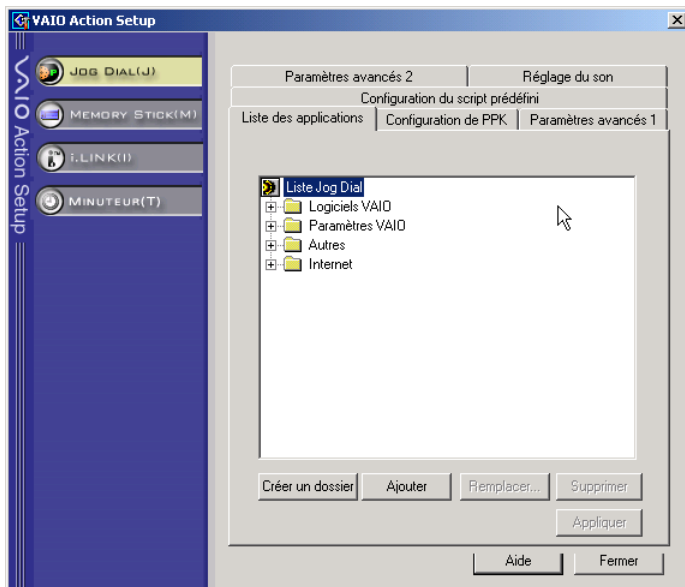 VAIO Action Setup
VAIO Action Setup
JOG DIAL(J)
MEMORY STICK(M)
i.LINK(I)
MINUTEUR(T)
Paramètres avancés 2
Réglage du son
Configuration du script prédéfini
Liste des applications
Configuration de PPK
Paramètres avancés 1
Liste Jog Dial
Logiciels VAIO
Paramètres VAIO
Autres
Internet
Créer un dossier
Ajouter
Remplacer...
Supprimer
Appliquer
Aide
Fermer